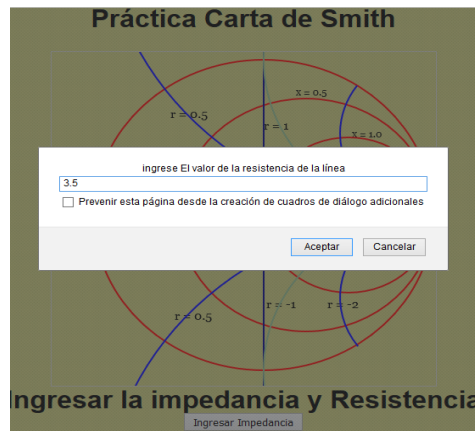 Práctica Carta de Smith
x = 0.5
r = 0.5
r = 1
x = 1.0
ingrese El valor de la resistencia de la línea
3.5
Prevenir esta página desde la creación de cuadros de diálogo adicionales
Aceptar Cancelar
r = 0.5 r = -1 r = -2
Ingresar la impedancia y Resistencia
Ingresar Impedancia